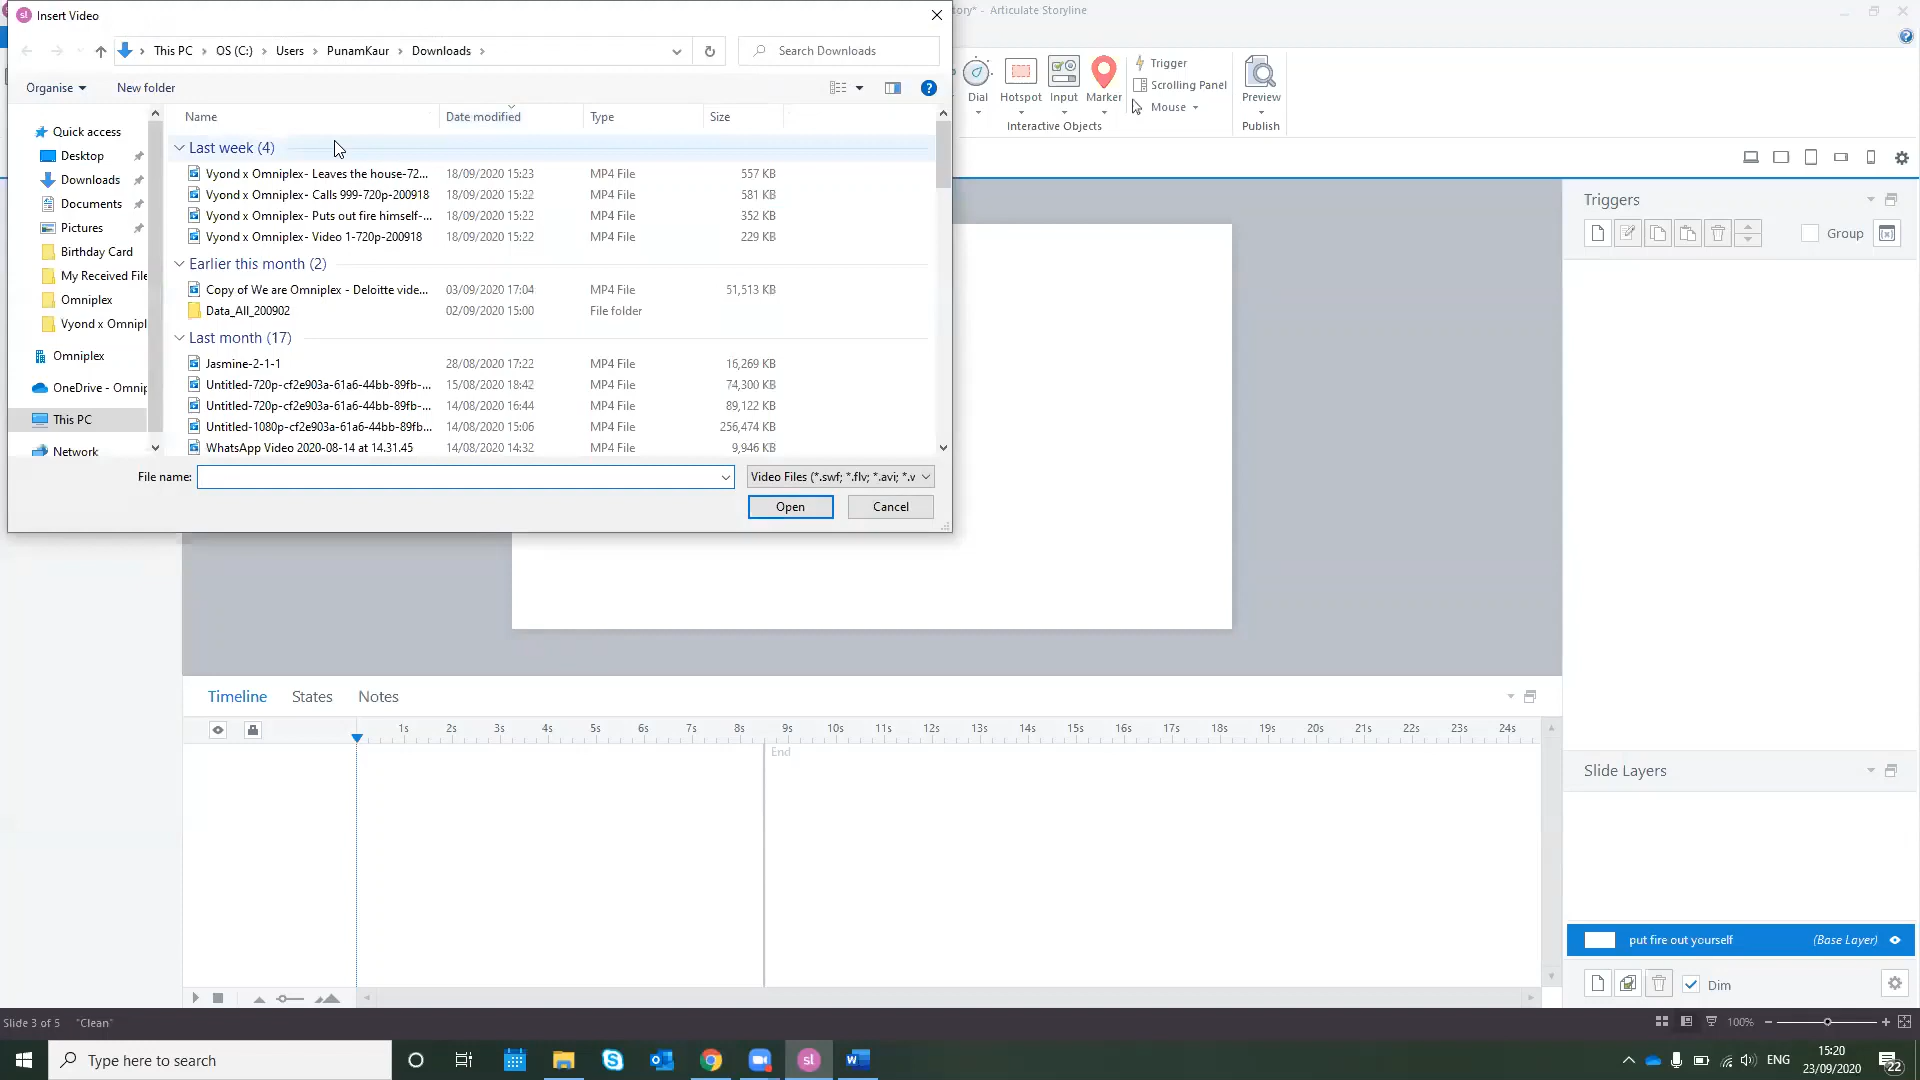 Insert Video
- Articulate Storyline
This PC > OS (C:) > Users > PunamKaur > Downloads >
Search Downloads
Organise
New folder
Name
Date modified
Type
Size
Quick access
Desktop
Downloads
Documents
Pictures
Birthday Card
My Received File
Omniplex
Vyond x Omnipl
Omniplex
OneDrive - Omnip
This PC
Network
Last week (4)
Vyond x Omniplex- Leaves the house-72... 18/09/2020 15:23 MP4 File 557 KB
Vyond x Omniplex- Calls 999-720p-200918 18/09/2020 15:22 MP4 File 581 KB
Vyond x Omniplex- Puts out fire himself-... 18/09/2020 15:22 MP4 File 352 KB
Vyond x Omniplex- Video 1-720p-200918 18/09/2020 15:22 MP4 File 229 KB
Earlier this month (2)
Copy of We are Omniplex - Deloitte vide... 03/09/2020 17:04 MP4 File 51,513 KB
Data_All_200902 02/09/2020 15:00 File folder
Last month (17)
Jasmine-2-1-1 28/08/2020 17:22 MP4 File 16,269 KB
Untitled-720p-cf2e903a-61a6-44bb-89fb-... 15/08/2020 18:42 MP4 File 74,300 KB
Untitled-720p-cf2e903a-61a6-44bb-89fb-... 14/08/2020 16:44 MP4 File 89,122 KB
Untitled-1080p-cf2e903a-61a6-44bb-89fb... 14/08/2020 15:06 MP4 File 256,474 KB
WhatsApp Video 2020-08-14 at 14.31.45 14/08/2020 14:32 MP4 File 9,946 KB
File name:
Video Files (*.swf; *.flv; *.avi; *.v
Open
Cancel
Dial
Hotspot
Input
Marker
Trigger
Scrolling Panel
Mouse
Interactive Objects
Preview
Publish
Triggers
Group
Timeline
States
Notes
1s 2s 3s 4s 5s 6s 7s 8s 9s 10s 11s 12s 13s 14s 15s 16s 17s 18s 19s 20s 21s 22s 23s 24s
End
Slide Layers
put fire out yourself (Base Layer)
Dim
Slide 3 of 5 "Clean"
100%
Type here to search
sl
ENG
15:20
23/09/2020
22